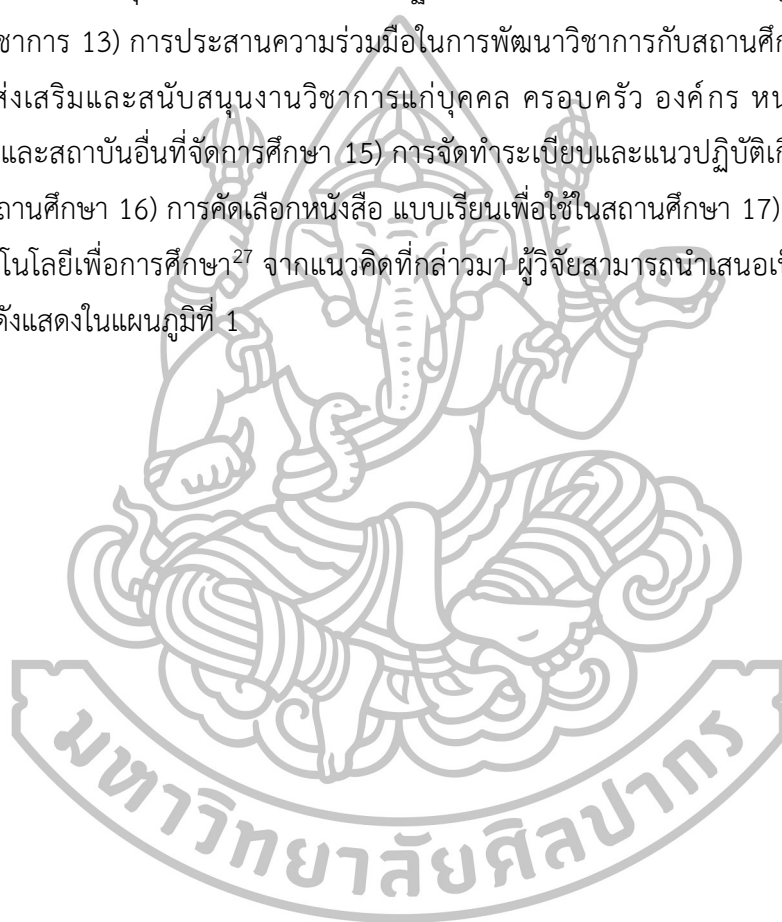 ชาการ 13) การประสานความร่วมมือในการพัฒนาวิชาการกับสถานศึก
ส่งเสริมและสนับสนุนงานวิชาการแก่บุคคล ครอบครัว องค์กร หน
และสถาบันอื่นที่จัดการศึกษา 15) การจัดทำระเบียบและแนวปฏิบัติเกี
ถานศึกษา 16) การคัดเลือกหนังสือ แบบเรียนเพื่อใช้ในสถานศึกษา 17)
โนโลยีเพื่อการศึกษา27 จากแนวคิดที่กล่าวมา ผู้วิจัยสามารถนำเสนอเป็
ดังแสดงในแผนภูมิที่ 1
มหาวิทยาลัยศิลปากร